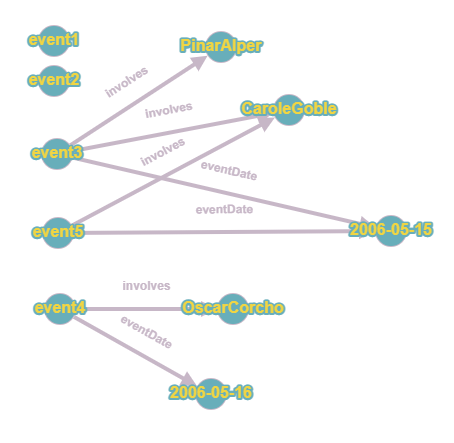 event1
PinarAlper
event2
involves
involves
CaroleGoble
event3
involves
eventDate
eventDate
event5
2006-05-15
involves
event4
OscarCorcho
eventDate
2006-05-16